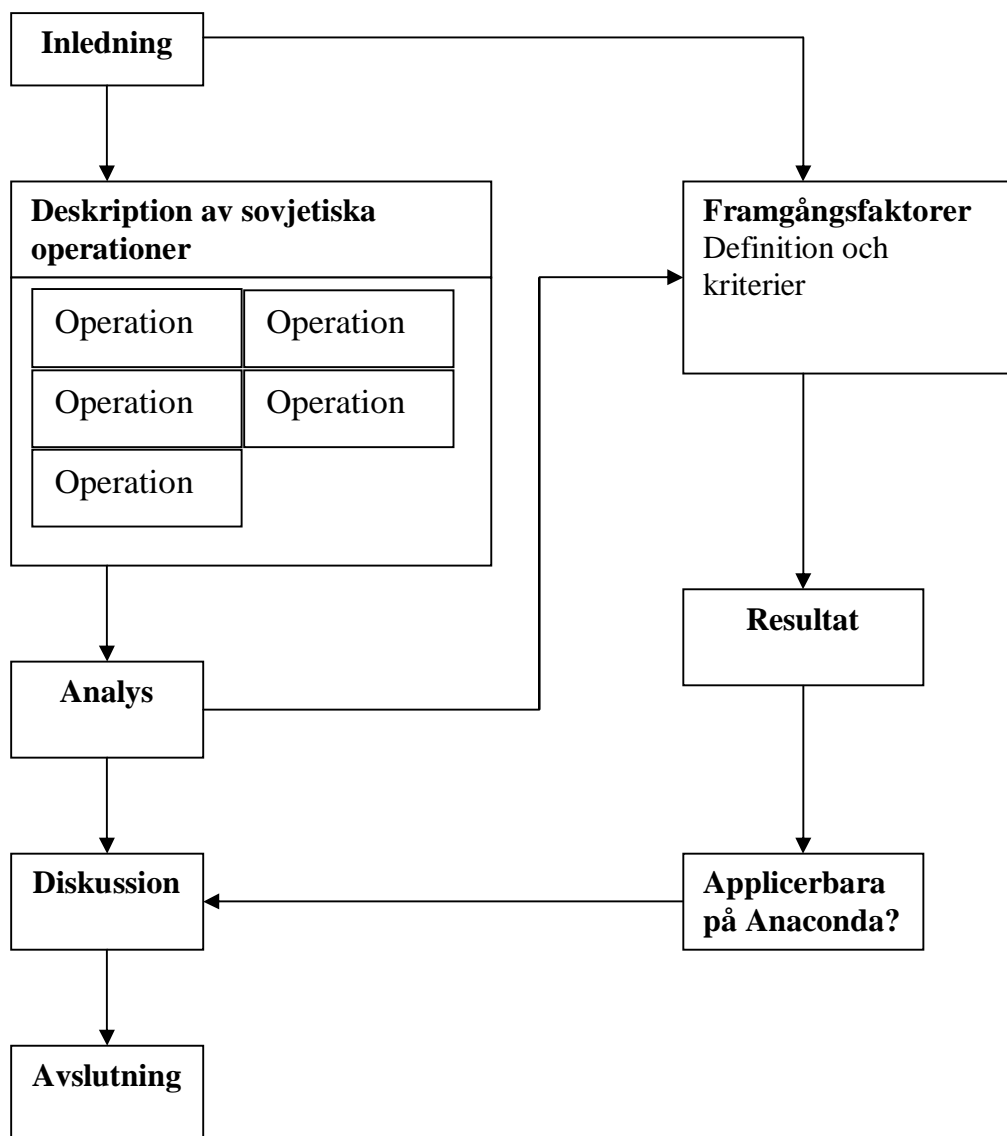 Inledning
Deskription av sovjetiska
operationer
Operation
Operation
Operation
Operation
Operation
Framgångsfaktorer
Definition och
kriterier
Analys
Resultat
Diskussion
Applicerbara
på Anaconda?
Avslutning